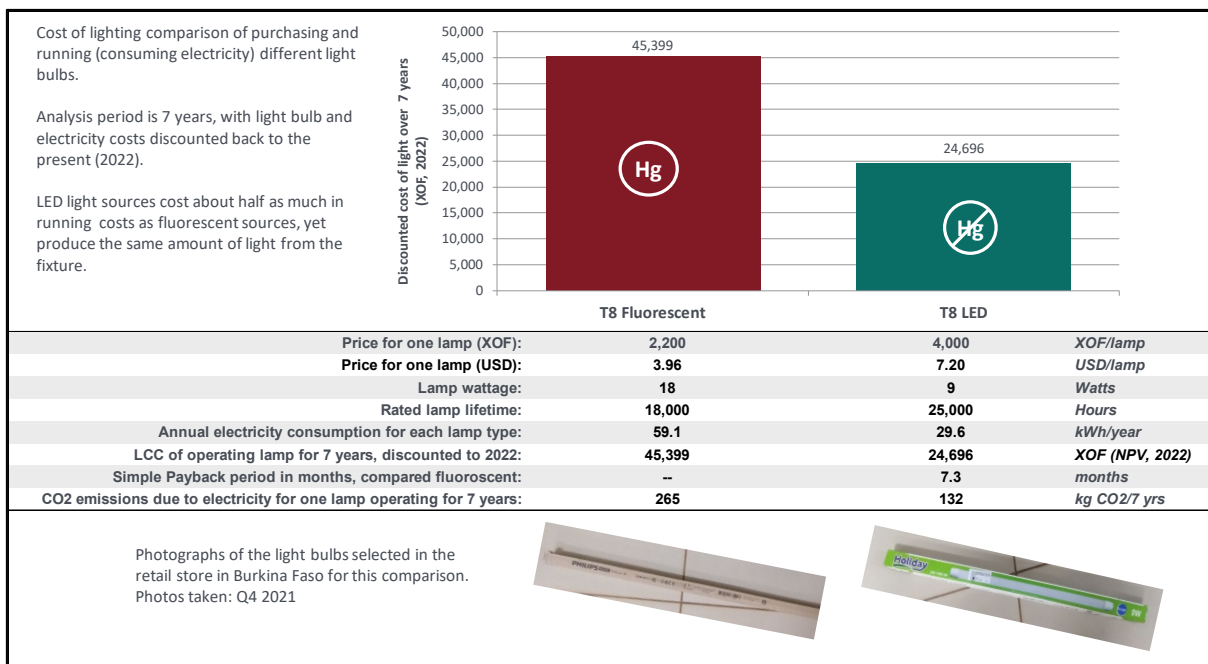 Cost of lighting comparison of purchasing and
running (consuming electricity) different light
bulbs.
Analysis period is 7 years, with light bulb and
electricity costs discounted back to the
present (2022).
LED light sources cost about half as much in
running costs as fluorescent sources, yet
produce the same amount of light from the
fixture.
Discounted cost of light over 7 years
(XOF, 2022)
50,000
45,000
40,000
35,000
30,000
25,000
20,000
15,000
10,000
5,000
0
45,399
24,696
Hg
Hg
T8 Fluorescent T8 LED
Price for one lamp (XOF): 2,200 4,000 XOF/lamp
Price for one lamp (USD): 3.96 7.20 USD/lamp
Lamp wattage: 18 9 Watts
Rated lamp lifetime: 18,000 25,000 Hours
Annual electricity consumption for each lamp type: 59.1 29.6 kWh/year
LCC of operating lamp for 7 years, discounted to 2022: 45,399 24,696 XOF (NPV, 2022)
Simple Payback period in months, compared fluoroscent: -- 7.3 months
CO2 emissions due to electricity for one lamp operating for 7 years: 265 132 kg CO2/7 yrs
Photographs of the light bulbs selected in the
retail store in Burkina Faso for this comparison.
Photos taken: Q4 2021
PHILIPS
Holiday
9W